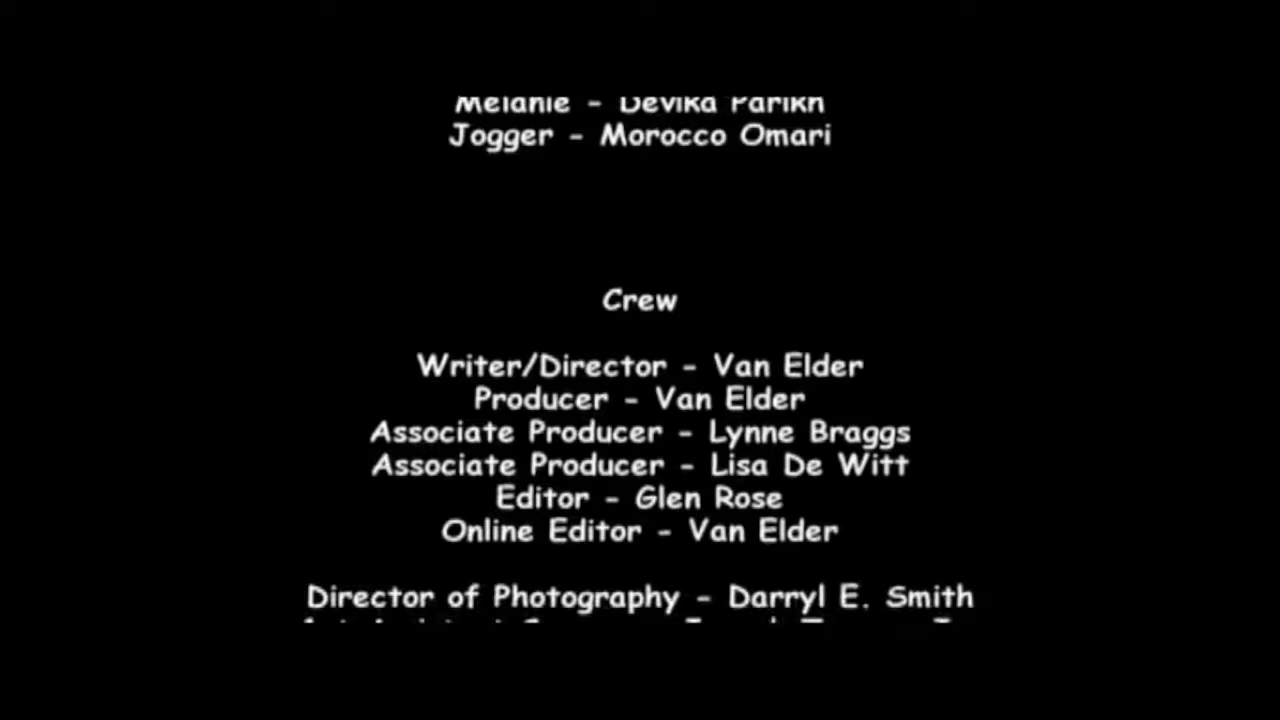 Melanie - Devika Parikh
Jogger - Morocco Omari
Crew
Writer/Director - Van Elder
Producer - Van Elder
Associate Producer - Lynne Braggs
Associate Producer - Lisa De Witt
Editor - Glen Rose
Online Editor - Van Elder
Director of Photography - Darryl E. Smith